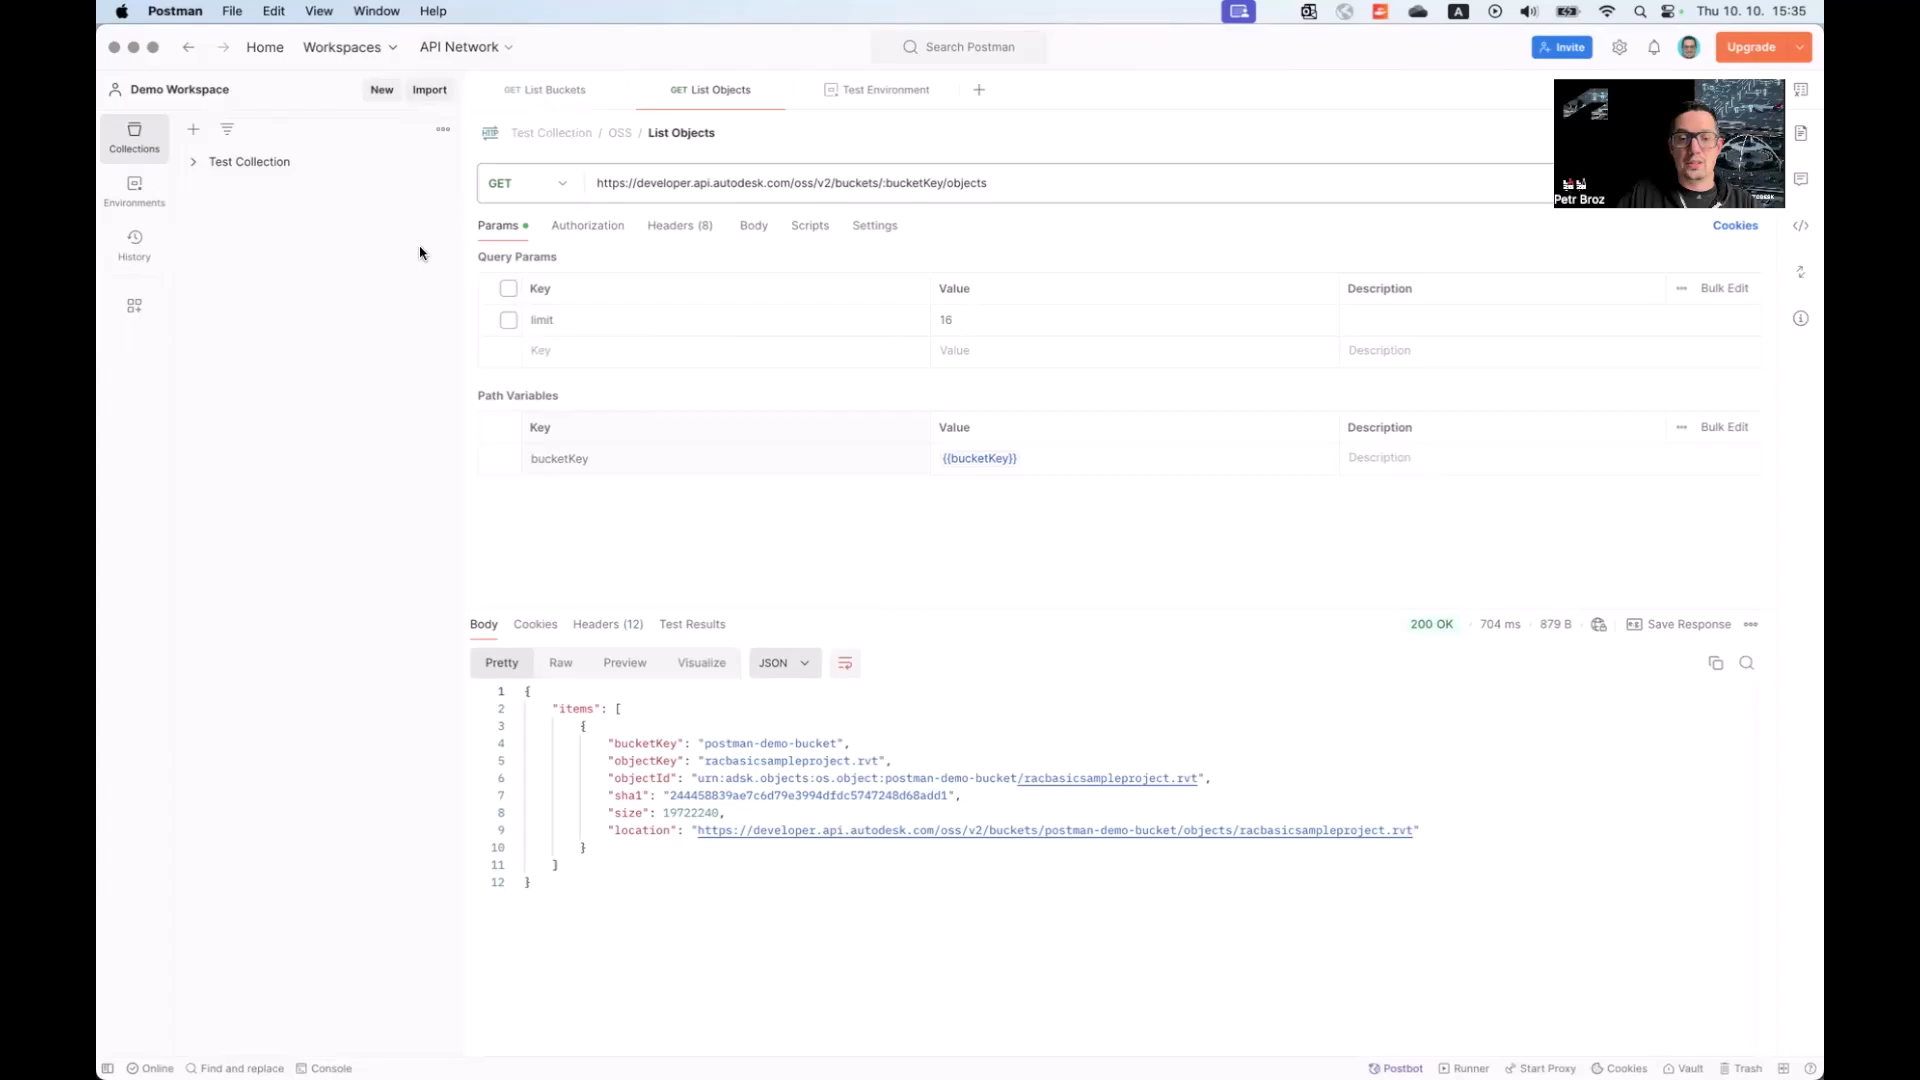 Postman File Edit View Window Help
A
Thu 10. 10. 15:35
Home Workspaces API Network
Search Postman
Invite
Upgrade
Demo Workspace
New
Import
GET List Buckets
GET List Objects
Test Environment
Collections
Environments
History
Test Collection
HTTP
Test Collection / OSS / List Objects
GET
https://developer.api.autodesk.com/oss/v2/buckets/:bucketKey/objects
Petr Broz
Params Authorization Headers (8) Body Scripts Settings
Cookies
Query Params
Key Value Description Bulk Edit
limit 16
Key Value Description
Path Variables
Key Value Description Bulk Edit
bucketKey {{bucketKey}} Description
Body Cookies Headers (12) Test Results
200 OK 704 ms 879 B Save Response
Pretty Raw Preview Visualize JSON
1 {
2 "items": [
3 {
4 "bucketKey": "postman-demo-bucket",
5 "objectKey": "racbasicsampleproject.rvt",
6 "objectId": "urn:adsk.objects:os.object:postman-demo-bucket/racbasicsampleproject.rvt",
7 "sha1": "244458839ae7c6d79e3994dfdc5747248d68add1",
8 "size": 19722240,
9 "location": "https://developer.api.autodesk.com/oss/v2/buckets/postman-demo-bucket/objects/racbasicsampleproject.rvt"
10 }
11 ]
12 }
Online Find and replace Console
Postbot Runner Start Proxy Cookies Vault Trash